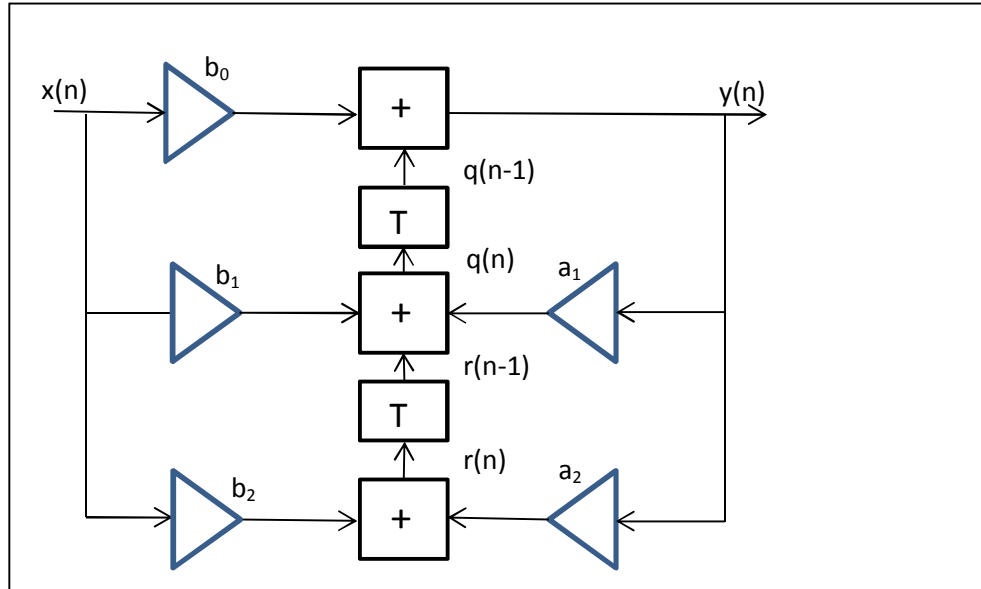 b₀
x(n)
+
y(n)
q(n-1)
T
q(n)
b₁
a₁
+
r(n-1)
T
r(n)
b₂
a₂
+